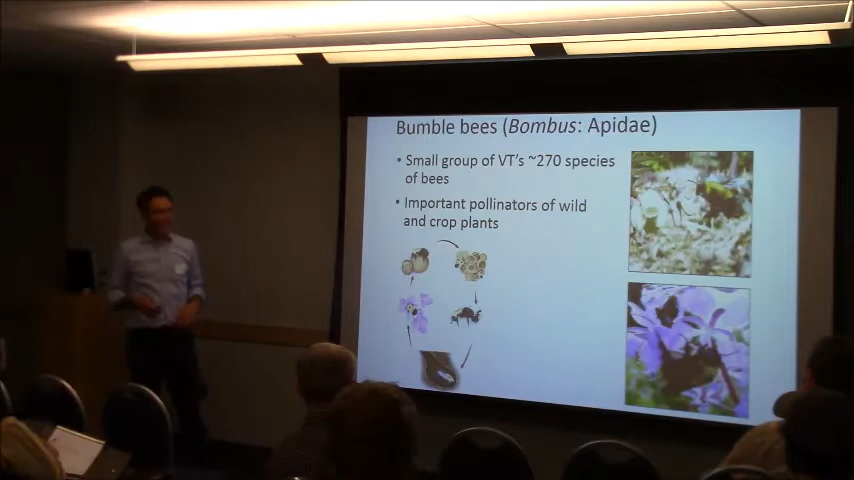 Bumble bees (Bombus: Apidae)
• Small group of VT's ~270 species
of bees
• Important pollinators of wild
and crop plants